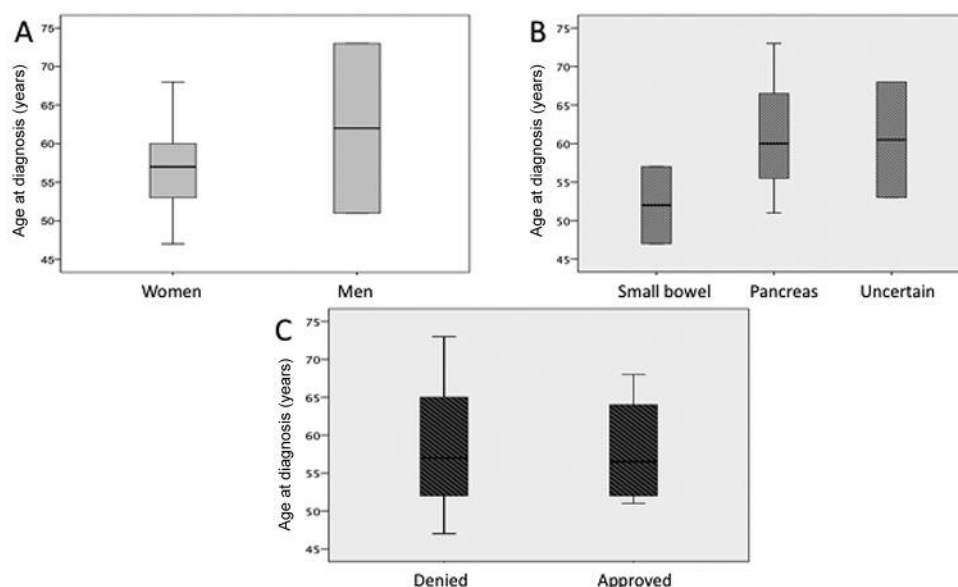 A
Age at diagnosis (years)
75
70
65
60
55
50
45
Women Men
B
Age at diagnosis (years)
75
70
65
60
55
50
45
Small bowel Pancreas Uncertain
C
Age at diagnosis (years)
75
70
65
60
55
50
45
Denied Approved